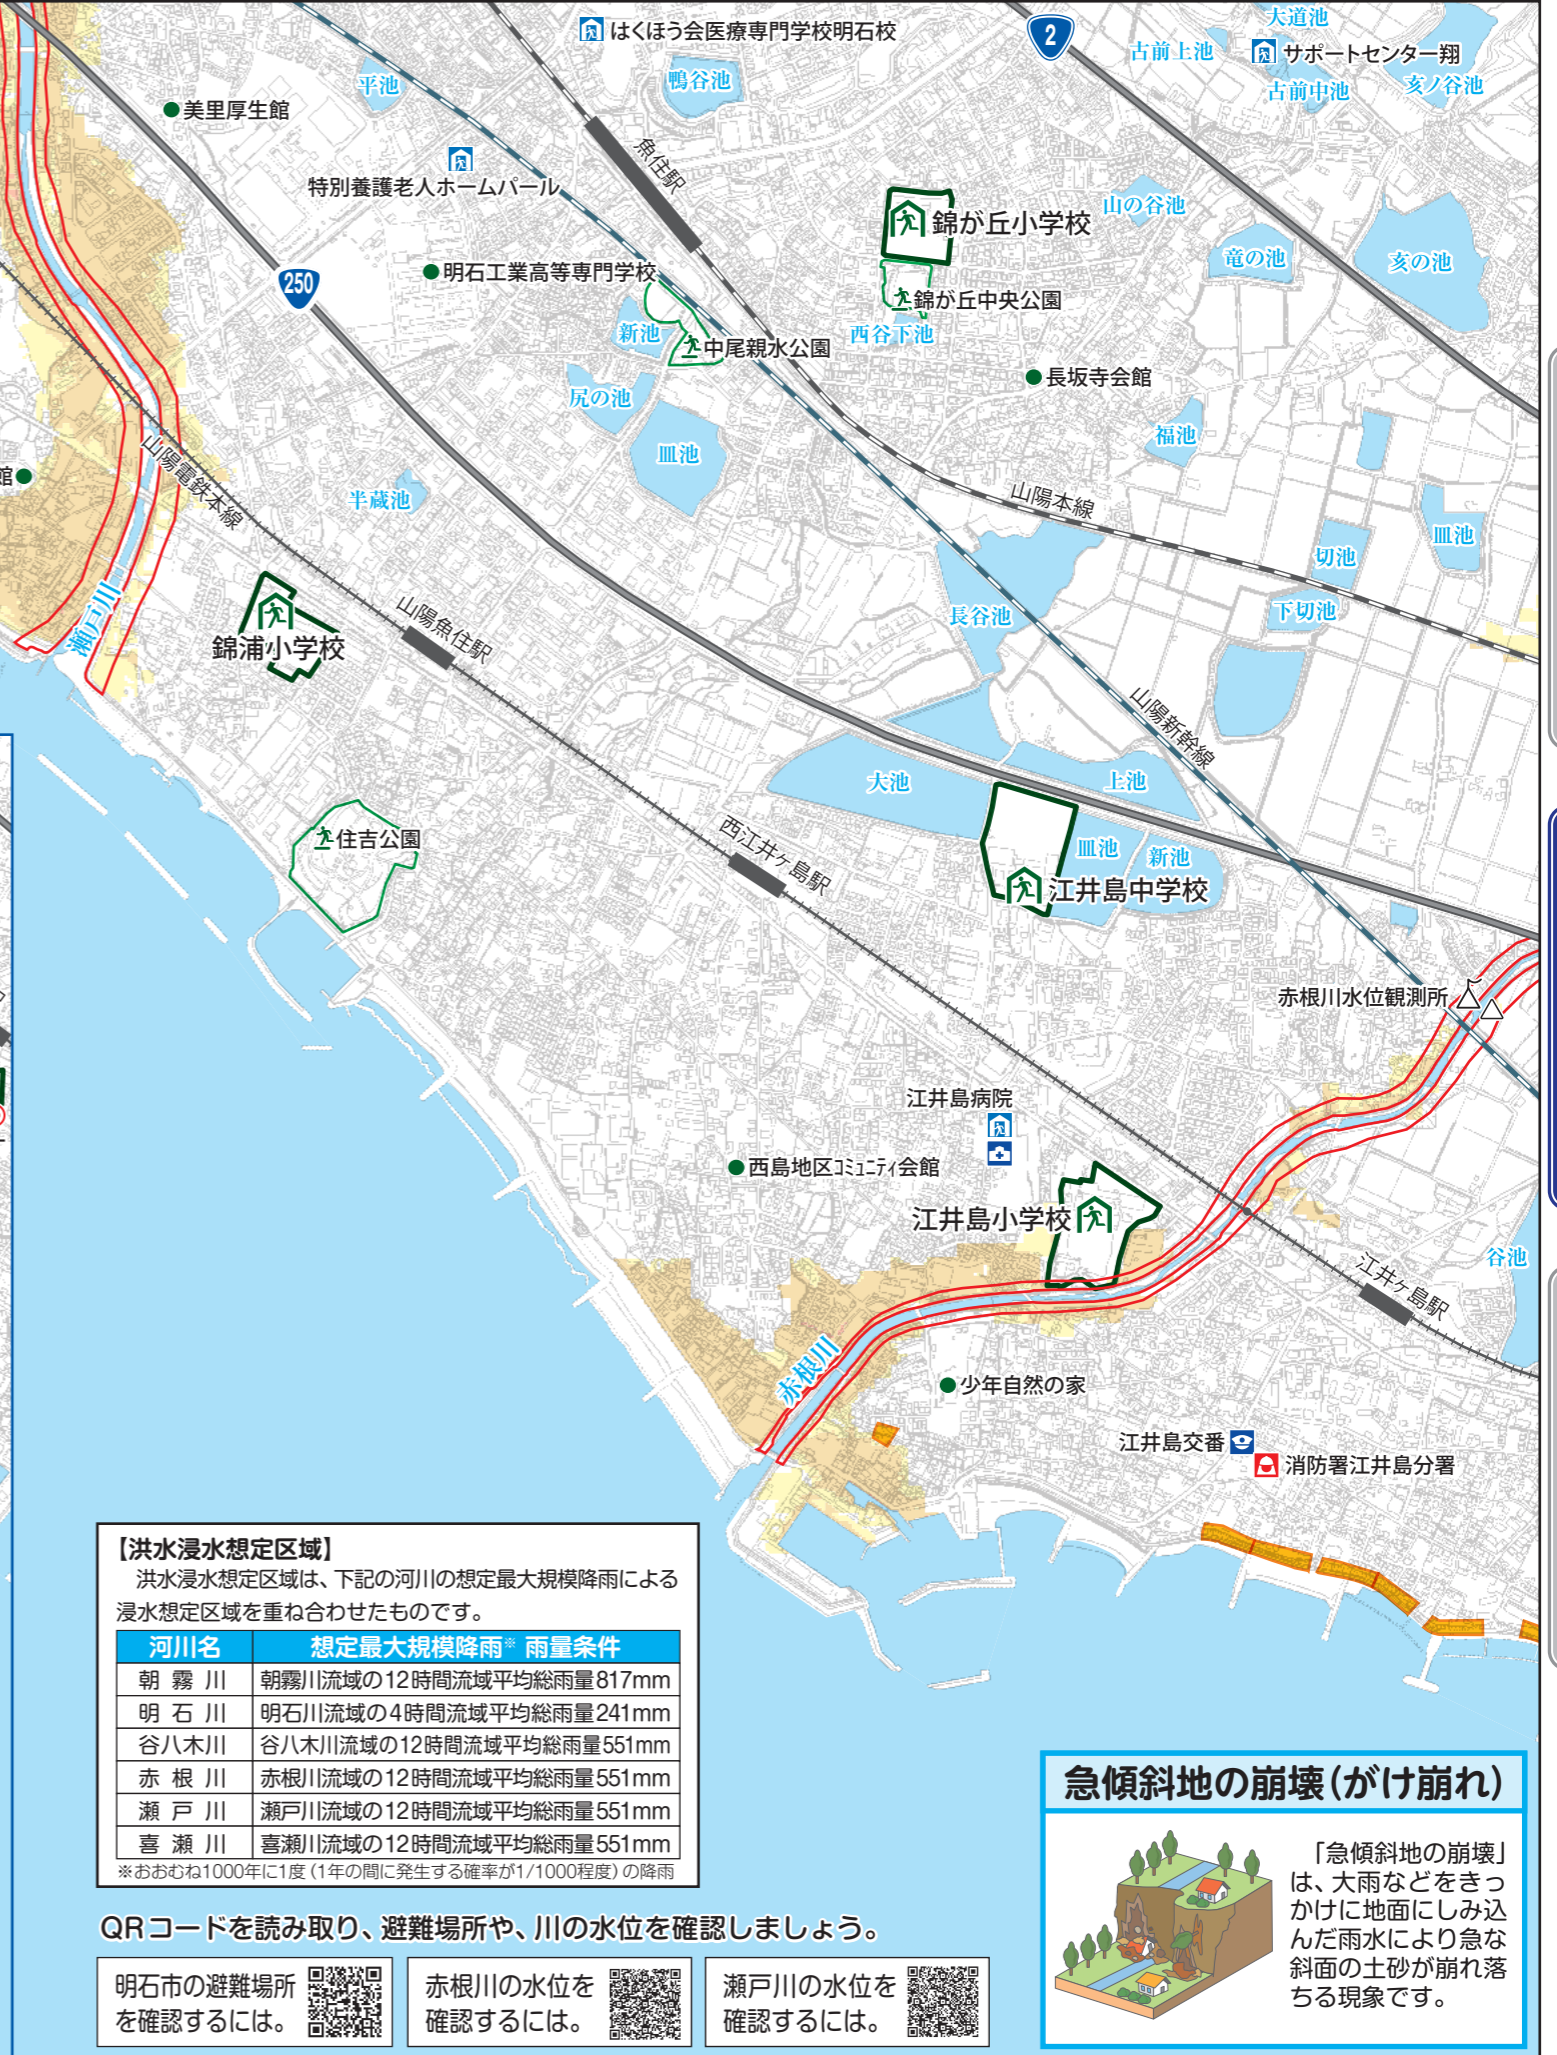 はくほう会医療専門学校明石校
2
大道池
古前上池
サポートセンター翔
古前中池
亥ノ谷池
平池
鴨谷池
美里厚生館
特別養護老人ホームパール
魚住駅
錦が丘小学校
山の谷池
竜の池
亥の池
250
明石工業高等専門学校
錦が丘中央公園
新池
中尾親水公園
西谷下池
長坂寺会館
尻の池
皿池
福池
館
山陽電鉄本線
半蔵池
山陽本線
皿池
切池
瀬戸川
錦浦小学校
山陽魚住駅
長谷池
下切池
山陽新幹線
大池
上池
住吉公園
西江井ヶ島駅
皿池
新池
江井島中学校
赤根川水位観測所
江井島病院
西島地区コミュニティ会館
江井島小学校
谷池
江井ヶ島駅
赤根川
少年自然の家
江井島交番
消防署江井島分署
【洪水浸水想定区域】
洪水浸水想定区域は、下記の河川の想定最大規模降雨による
浸水想定区域を重ね合わせたものです。
河川名 想定最大規模降雨※ 雨量条件
朝霧川 朝霧川流域の12時間流域平均総雨量817mm
明石川 明石川流域の4時間流域平均総雨量241mm
谷八木川 谷八木川流域の12時間流域平均総雨量551mm
赤根川 赤根川流域の12時間流域平均総雨量551mm
瀬戸川 瀬戸川流域の12時間流域平均総雨量551mm
喜瀬川 喜瀬川流域の12時間流域平均総雨量551mm
※おおむね1000年に1度(1年の間に発生する確率が1/1000程度)の降雨
QRコードを読み取り、避難場所や、川の水位を確認しましょう。
明石市の避難場所
を確認するには。
赤根川の水位を
確認するには。
瀬戸川の水位を
確認するには。
急傾斜地の崩壊(がけ崩れ)
「急傾斜地の崩壊」
は、大雨などをきっ
かけに地面にしみ込
んだ雨水により急な
斜面の土砂が崩れ落
ちる現象です。